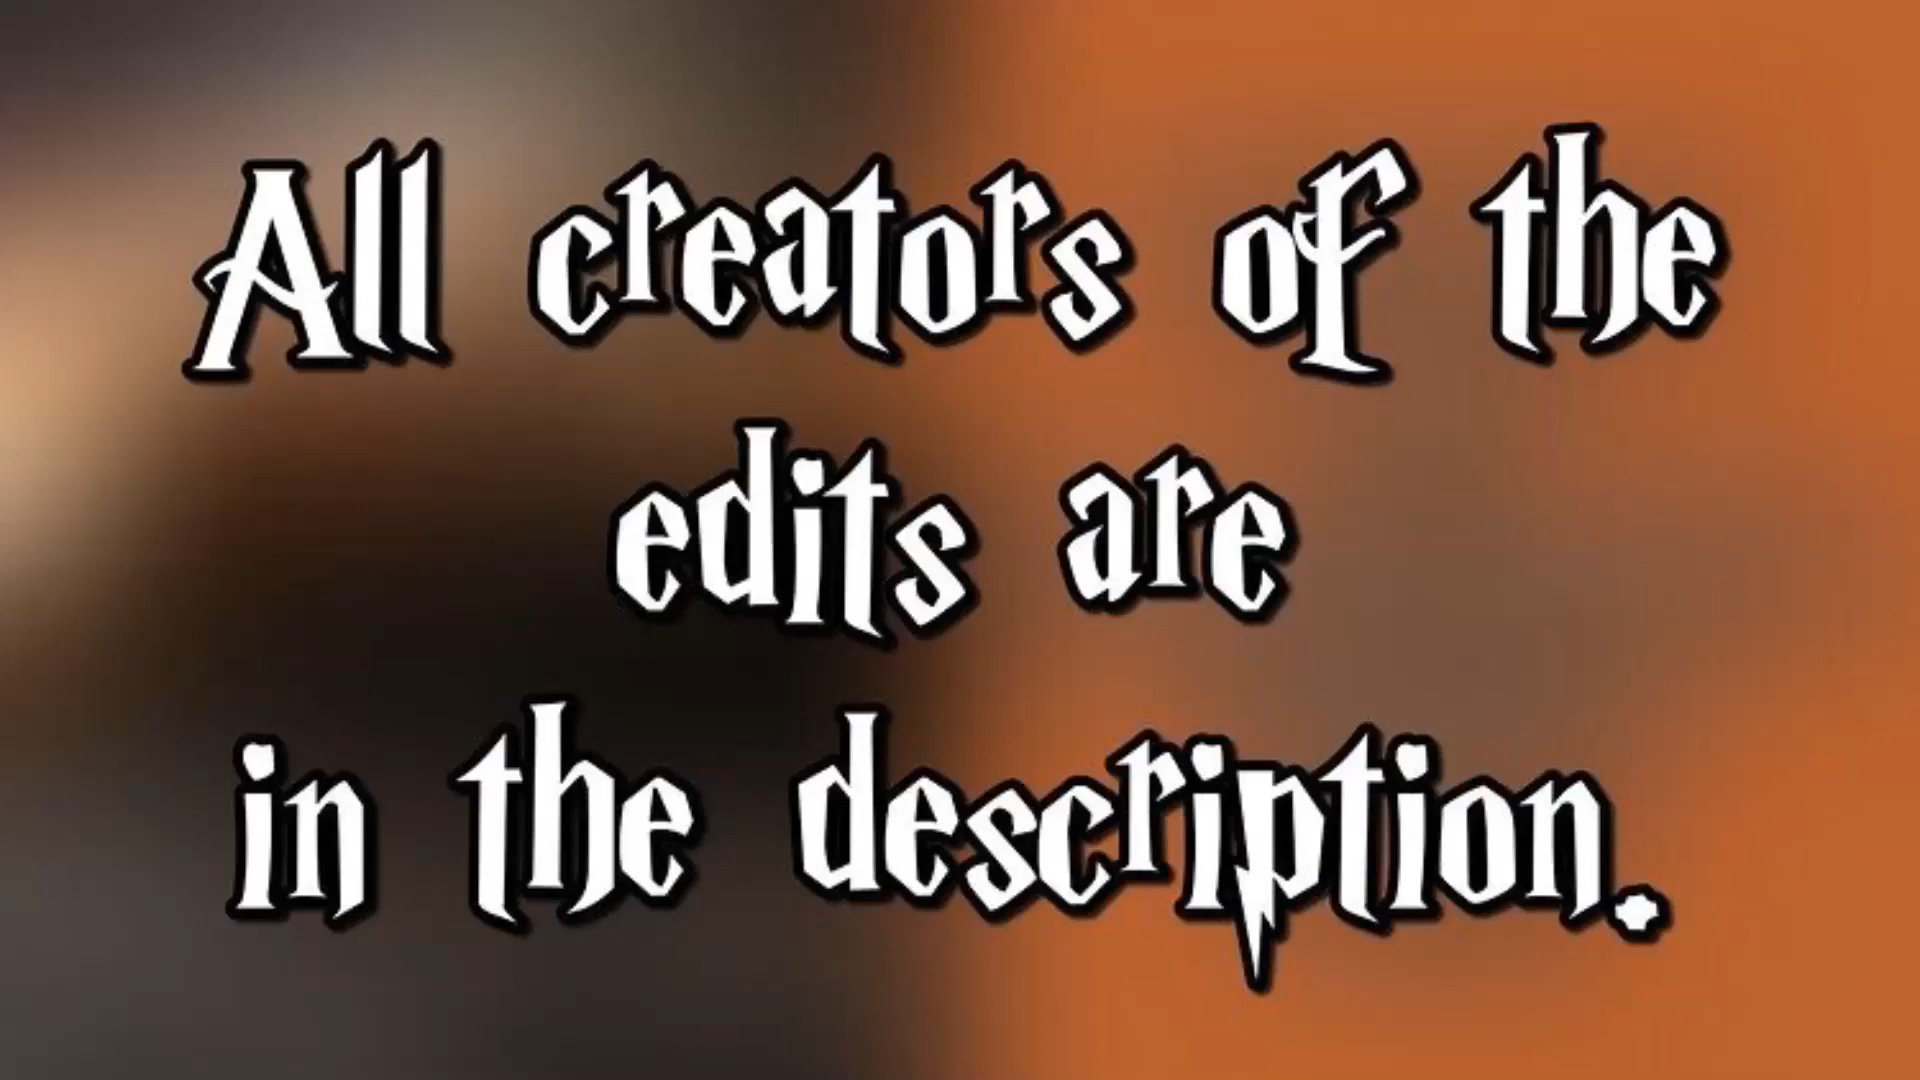 All creators of the
edits are
in the description.